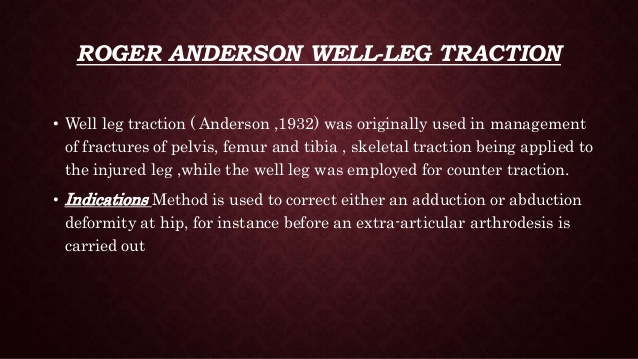 ROGER ANDERSON WELL-LEG TRACTION
• Well leg traction ( Anderson ,1932) was originally used in management
of fractures of pelvis, femur and tibia , skeletal traction being applied to
the injured leg ,while the well leg was employed for counter traction.
• Indications Method is used to correct either an adduction or abduction
deformity at hip, for instance before an extra-articular arthrodesis is
carried out